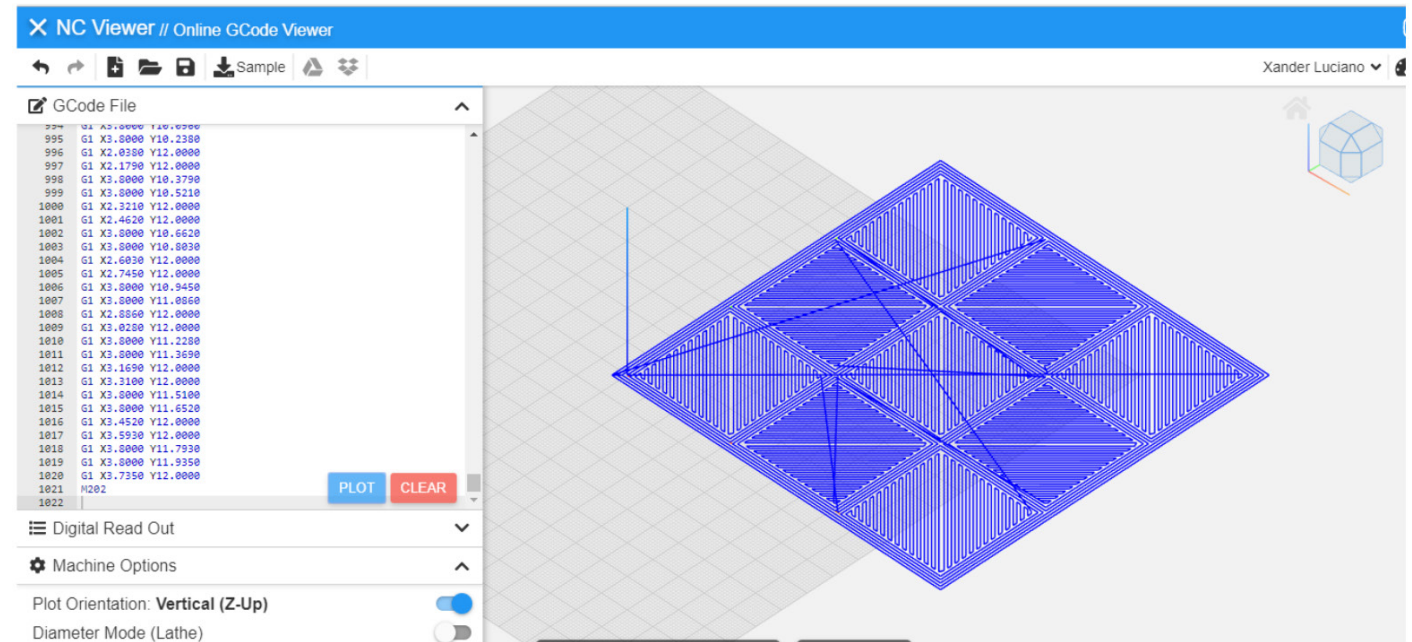 NC Viewer // Online GCode Viewer
Sample
Xander Luciano
GCode File
994 G1 X3.8000 Y10.0960
995 G1 X3.8000 Y10.2380
996 G1 X2.0380 Y12.0000
997 G1 X2.1790 Y12.0000
998 G1 X3.8000 Y10.3790
999 G1 X3.8000 Y10.5210
1000 G1 X2.3210 Y12.0000
1001 G1 X2.4620 Y12.0000
1002 G1 X3.8000 Y10.6620
1003 G1 X3.8000 Y10.8030
1004 G1 X2.6030 Y12.0000
1005 G1 X2.7450 Y12.0000
1006 G1 X3.8000 Y10.9450
1007 G1 X3.8000 Y11.0860
1008 G1 X2.8860 Y12.0000
1009 G1 X3.0280 Y12.0000
1010 G1 X3.8000 Y11.2280
1011 G1 X3.8000 Y11.3690
1012 G1 X3.1690 Y12.0000
1013 G1 X3.3100 Y12.0000
1014 G1 X3.8000 Y11.5100
1015 G1 X3.8000 Y11.6520
1016 G1 X3.4520 Y12.0000
1017 G1 X3.5930 Y12.0000
1018 G1 X3.8000 Y11.7930
1019 G1 X3.8000 Y11.9350
1020 G1 X3.7350 Y12.0000
1021 M202
1022
PLOT CLEAR
Digital Read Out
Machine Options
Plot Orientation: Vertical (Z-Up)
Diameter Mode (Lathe)